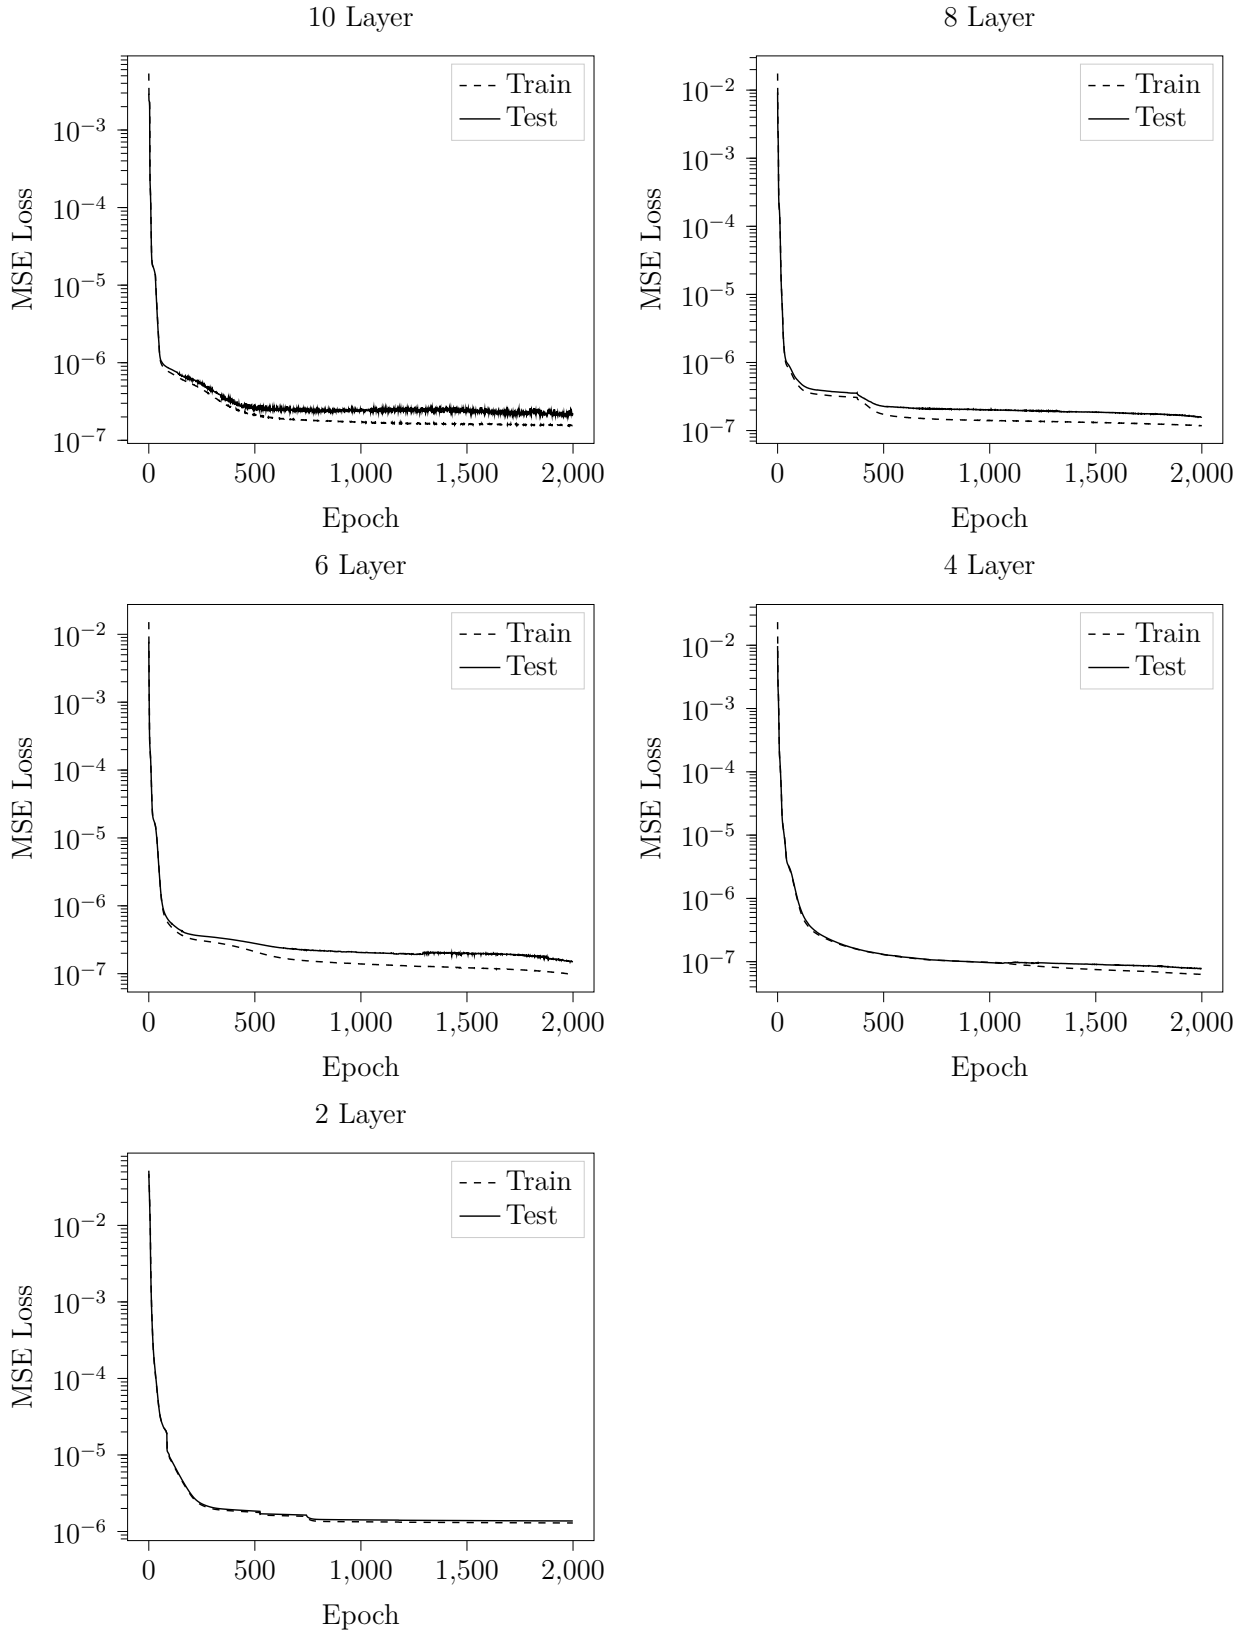 10 Layer
Train
Test
10⁻³
10⁻⁴
10⁻⁵
10⁻⁶
10⁻⁷
MSE Loss
0 500 1,000 1,500 2,000
Epoch
8 Layer
Train
Test
10⁻²
10⁻³
10⁻⁴
10⁻⁵
10⁻⁶
10⁻⁷
MSE Loss
0 500 1,000 1,500 2,000
Epoch
6 Layer
Train
Test
10⁻²
10⁻³
10⁻⁴
10⁻⁵
10⁻⁶
10⁻⁷
MSE Loss
0 500 1,000 1,500 2,000
Epoch
4 Layer
Train
Test
10⁻²
10⁻³
10⁻⁴
10⁻⁵
10⁻⁶
10⁻⁷
MSE Loss
0 500 1,000 1,500 2,000
Epoch
2 Layer
Train
Test
10⁻²
10⁻³
10⁻⁴
10⁻⁵
10⁻⁶
MSE Loss
0 500 1,000 1,500 2,000
Epoch